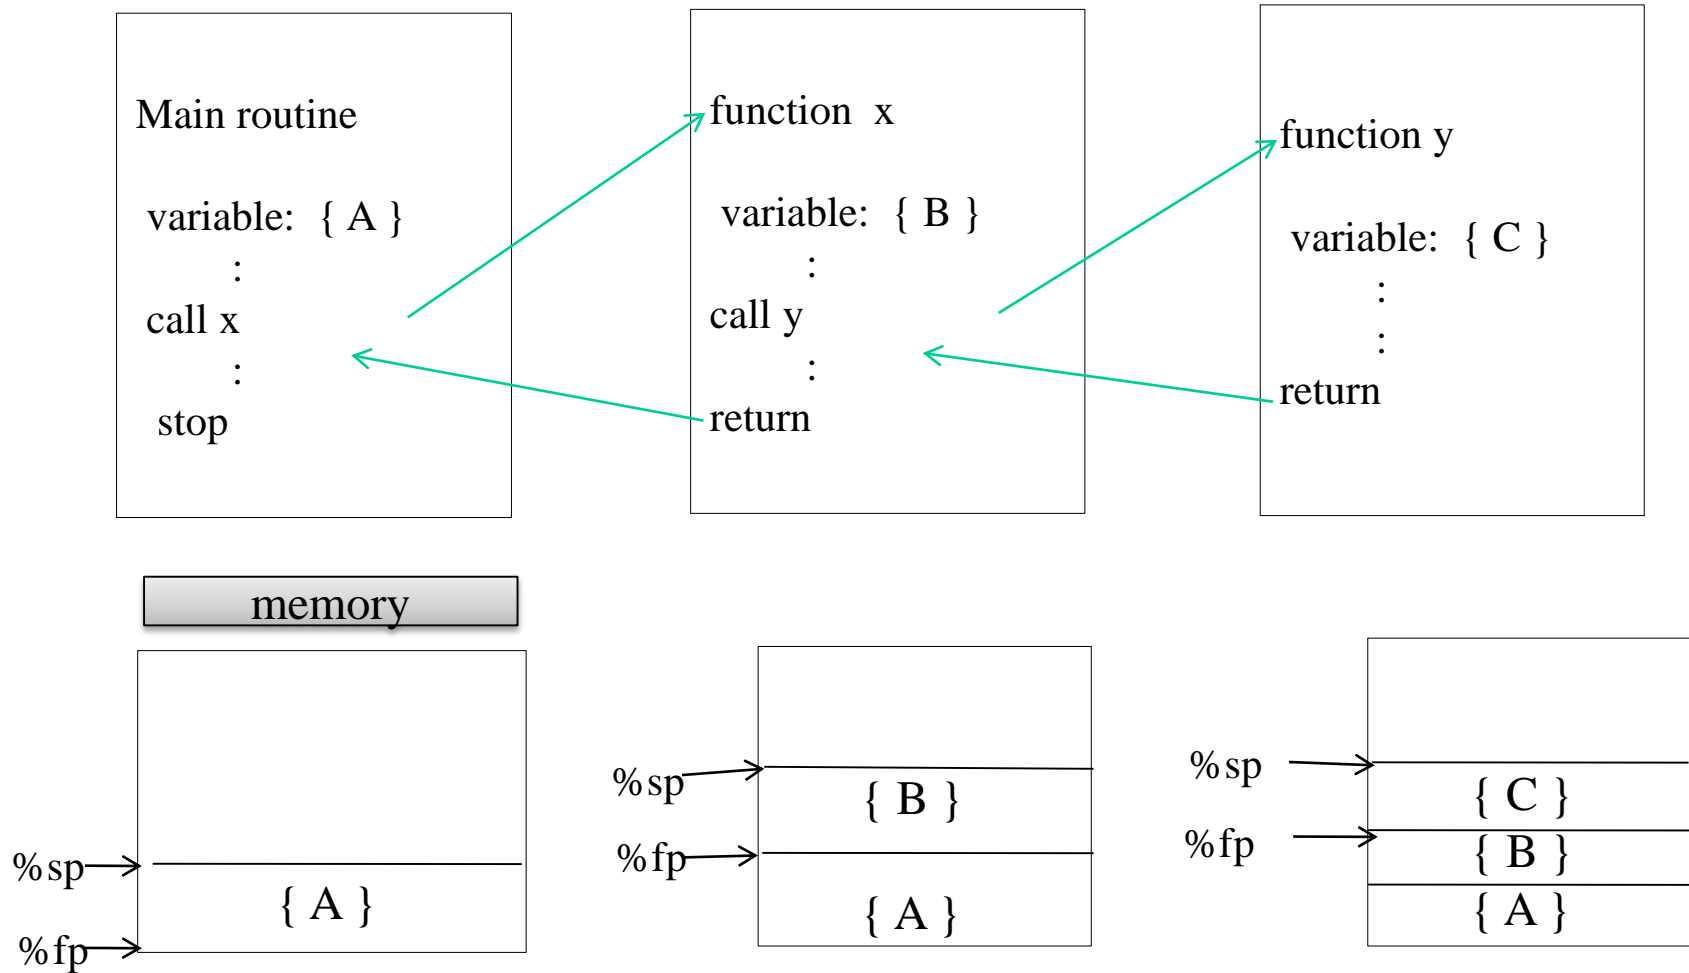 Main routine
variable: { A }
:
call x
:
stop
function x
variable: { B }
:
call y
:
return
function y
variable: { C }
:
:
return
memory
%sp
{ A }
%fp
%sp
{ B }
%fp
{ A }
%sp
{ C }
%fp
{ B }
{ A }